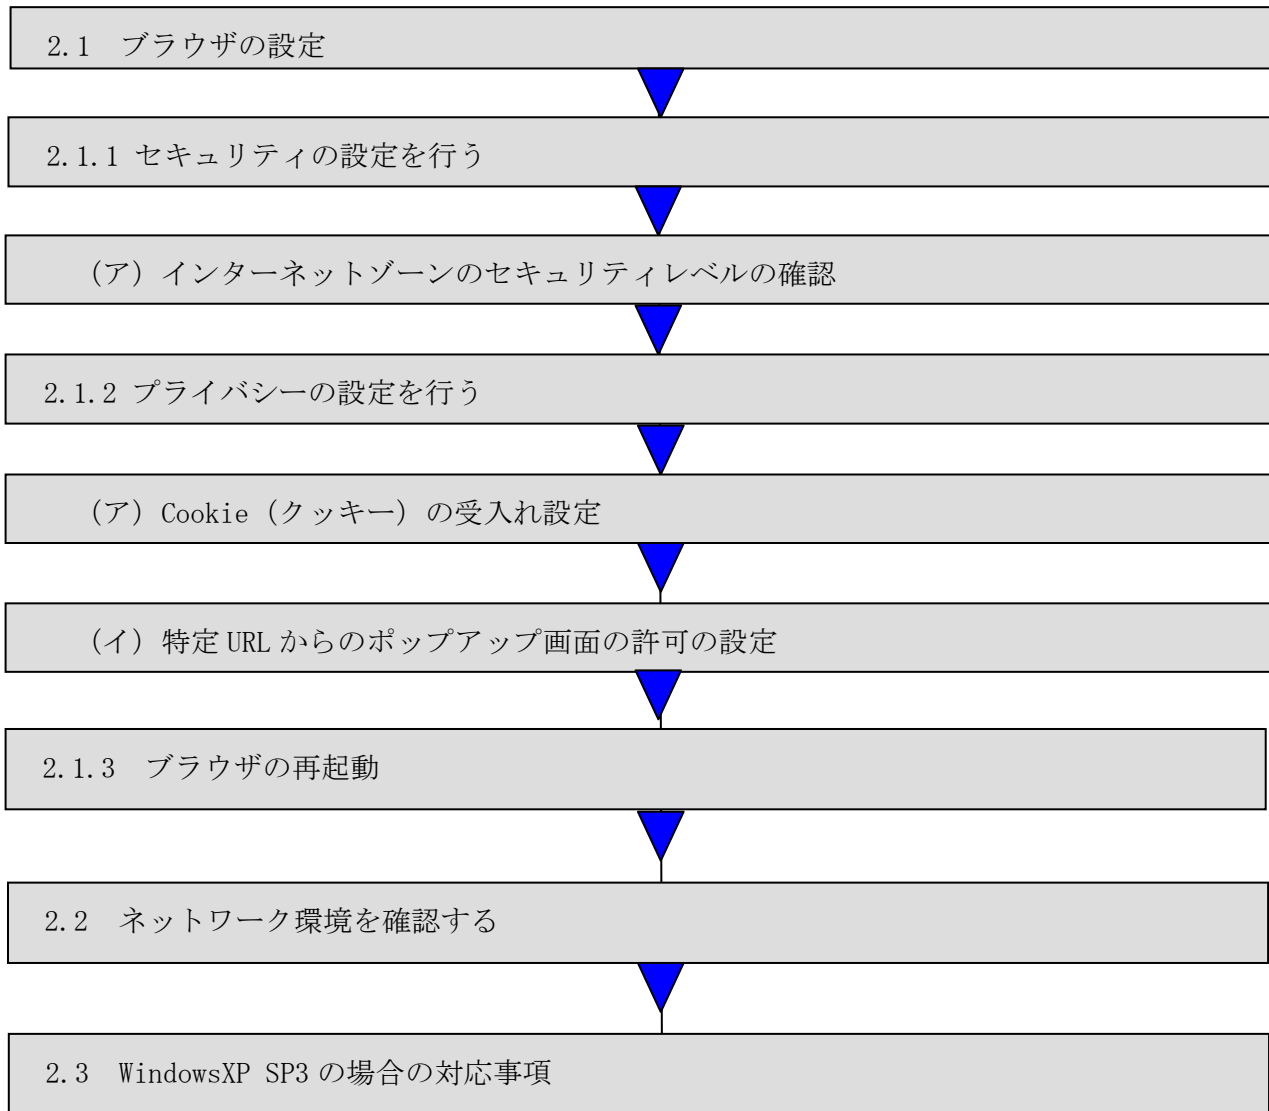 2.1　ブラウザの設定
2.1.1 セキュリティの設定を行う
（ア）インターネットゾーンのセキュリティレベルの確認
2.1.2 プライバシーの設定を行う
（ア）Cookie（クッキー）の受入れ設定
（イ）特定 URL からのポップアップ画面の許可の設定
2.1.3　ブラウザの再起動
2.2　ネットワーク環境を確認する
2.3　WindowsXP SP3 の場合の対応事項